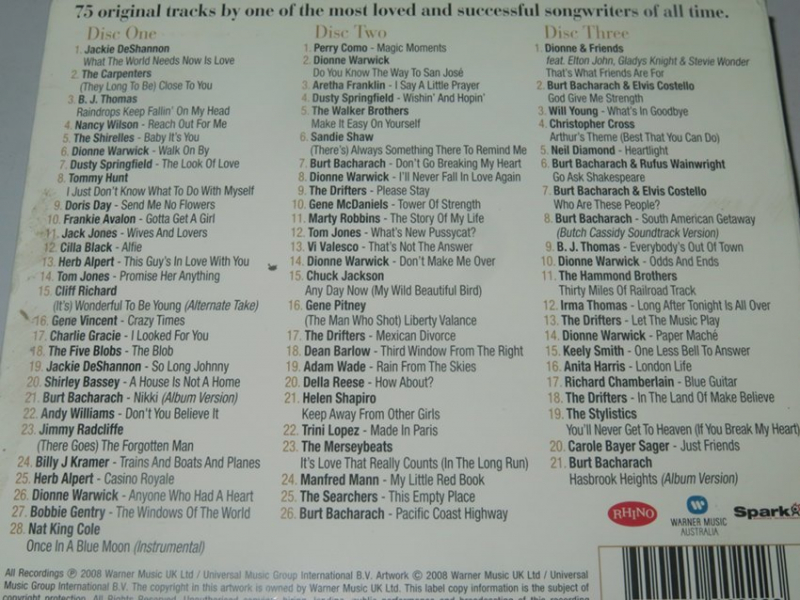 75 original tracks by one of the most loved and successful songwriters of all time.
Disc One
1. Jackie DeShannon
What The World Needs Now Is Love
2. The Carpenters
(They Long To Be) Close To You
3. B. J. Thomas
Raindrops Keep Fallin' On My Head
4. Nancy Wilson - Reach Out For Me
5. The Shirelles - Baby It's You
6. Dionne Warwick - Walk On By
7. Dusty Springfield - The Look Of Love
8. Tommy Hunt
I Just Don't Know What To Do With Myself
9. Doris Day - Send Me No Flowers
10. Frankie Avalon - Gotta Get A Girl
11. Jack Jones - Wives And Lovers
12. Cilla Black - Alfie
13. Herb Alpert - This Guy's In Love With You
14. Tom Jones - Promise Her Anything
15. Cliff Richard
(It's) Wonderful To Be Young (Alternate Take)
16. Gene Vincent - Crazy Times
17. Charlie Gracie - I Looked For You
18. The Five Blobs - The Blob
19. Jackie DeShannon - So Long Johnny
20. Shirley Bassey - A House Is Not A Home
21. Burt Bacharach - Nikki (Album Version)
22. Andy Williams - Don't You Believe It
23. Jimmy Radcliffe
(There Goes) The Forgotten Man
24. Billy J Kramer - Trains And Boats And Planes
25. Herb Alpert - Casino Royale
26. Dionne Warwick - Anyone Who Had A Heart
27. Bobbie Gentry - The Windows Of The World
28. Nat King Cole
Once In A Blue Moon (Instrumental)
Disc Two
1. Perry Como - Magic Moments
2. Dionne Warwick
Do You Know The Way To San José
3. Aretha Franklin - I Say A Little Prayer
4. Dusty Springfield - Wishin' And Hopin'
5. The Walker Brothers
Make It Easy On Yourself
6. Sandie Shaw
(There's) Always Something There To Remind Me
7. Burt Bacharach - Don't Go Breaking My Heart
8. Dionne Warwick - I'll Never Fall In Love Again
9. The Drifters - Please Stay
10. Gene McDaniels - Tower Of Strength
11. Marty Robbins - The Story Of My Life
12. Tom Jones - What's New Pussycat?
13. Vi Valesco - That's Not The Answer
14. Dionne Warwick - Don't Make Me Over
15. Chuck Jackson
Any Day Now (My Wild Beautiful Bird)
16. Gene Pitney
(The Man Who Shot) Liberty Valance
17. The Drifters - Mexican Divorce
18. Dean Barlow - Third Window From The Right
19. Adam Wade - Rain From The Skies
20. Della Reese - How About?
21. Helen Shapiro
Keep Away From Other Girls
22. Trini Lopez - Made In Paris
23. The Merseybeats
It's Love That Really Counts (In The Long Run)
24. Manfred Mann - My Little Red Book
25. The Searchers - This Empty Place
26. Burt Bacharach - Pacific Coast Highway
Disc Three
1. Dionne & Friends
feat. Elton John, Gladys Knight & Stevie Wonder
That's What Friends Are For
2. Burt Bacharach & Elvis Costello
God Give Me Strength
3. Will Young - What's In Goodbye
4. Christopher Cross
Arthur's Theme (Best That You Can Do)
5. Neil Diamond - Heartlight
6. Burt Bacharach & Rufus Wainwright
Go Ask Shakespeare
7. Burt Bacharach & Elvis Costello
Who Are These People?
8. Burt Bacharach - South American Getaway
(Butch Cassidy Soundtrack Version)
9. B. J. Thomas - Everybody's Out Of Town
10. Dionne Warwick - Odds And Ends
11. The Hammond Brothers
Thirty Miles Of Railroad Track
12. Irma Thomas - Long After Tonight Is All Over
13. The Drifters - Let The Music Play
14. Dionne Warwick - Paper Maché
15. Keely Smith - One Less Bell To Answer
16. Anita Harris - London Life
17. Richard Chamberlain - Blue Guitar
18. The Drifters - In The Land Of Make Believe
19. The Stylistics
You'll Never Get To Heaven (If You Break My Heart)
20. Carole Bayer Sager - Just Friends
21. Burt Bacharach
Hasbrook Heights (Album Version)
RHINO
WARNER MUSIC
AUSTRALIA
Spark
All Recordings ℗ 2008 Warner Music UK Ltd / Universal Music Group International B.V. Artwork © 2008 Warner Music UK Ltd / Universal
Music Group International B.V. The copyright in this artwork is owned by Warner Music UK Ltd. This label copy information is the subject of
copyright protection. All Rights Reserved.